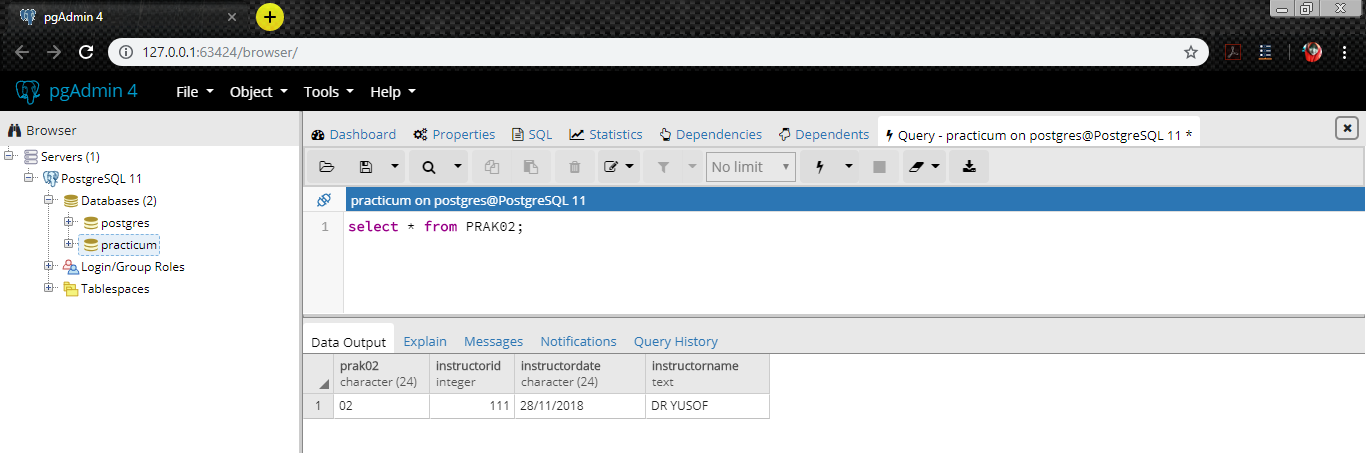 pgAdmin 4
127.0.0.1:63424/browser/
pgAdmin 4 File Object Tools Help
Browser
Servers (1)
PostgreSQL 11
Databases (2)
postgres
practicum
Login/Group Roles
Tablespaces
Dashboard Properties SQL Statistics Dependencies Dependents Query - practicum on postgres@PostgreSQL 11 *
No limit
practicum on postgres@PostgreSQL 11
1 select * from PRAK02;
Data Output Explain Messages Notifications Query History
prak02 instructorid instructordate instructorname
character (24) integer character (24) text
1 02 111 28/11/2018 DR YUSOF